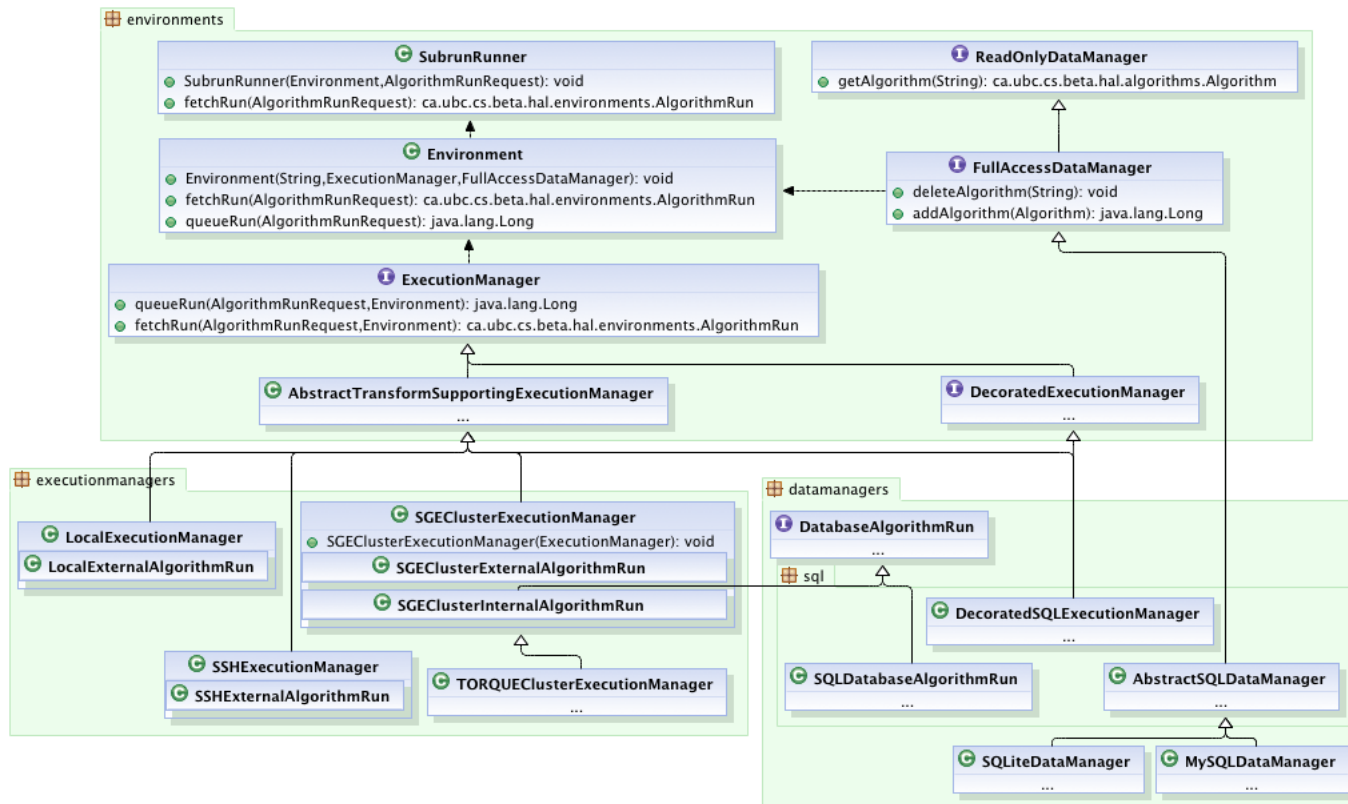 environments
SubrunRunner
SubrunRunner(Environment,AlgorithmRunRequest): void
fetchRun(AlgorithmRunRequest): ca.ubc.cs.beta.hal.environments.AlgorithmRun
ReadOnlyDataManager
getAlgorithm(String): ca.ubc.cs.beta.hal.algorithms.Algorithm
Environment
Environment(String,ExecutionManager,FullAccessDataManager): void
fetchRun(AlgorithmRunRequest): ca.ubc.cs.beta.hal.environments.AlgorithmRun
queueRun(AlgorithmRunRequest): java.lang.Long
FullAccessDataManager
deleteAlgorithm(String): void
addAlgorithm(Algorithm): java.lang.Long
ExecutionManager
queueRun(AlgorithmRunRequest,Environment): java.lang.Long
fetchRun(AlgorithmRunRequest,Environment): ca.ubc.cs.beta.hal.environments.AlgorithmRun
AbstractTransformSupportingExecutionManager
...
DecoratedExecutionManager
...
executionmanagers
LocalExecutionManager
LocalExternalAlgorithmRun
SGEClusterExecutionManager
SGEClusterExecutionManager(ExecutionManager): void
SGEClusterExternalAlgorithmRun
SGEClusterInternalAlgorithmRun
SSHExecutionManager
SSHExternalAlgorithmRun
TORQUEClusterExecutionManager
...
datamanagers
DatabaseAlgorithmRun
...
sql
DecoratedSQLExecutionManager
...
SQLDatabaseAlgorithmRun
...
AbstractSQLDataManager
...
SQLiteDataManager
...
MySQLDataManager
...